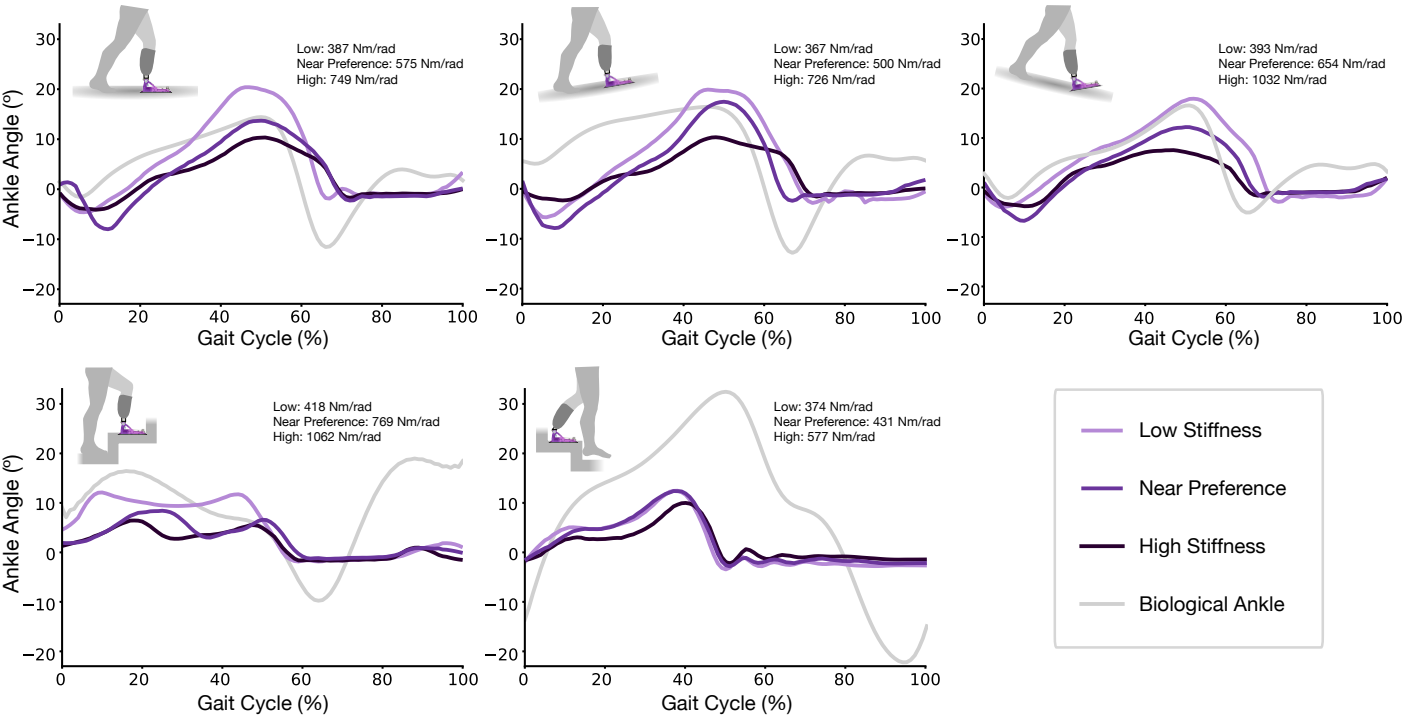 Low: 387 Nm/rad
Near Preference: 575 Nm/rad
High: 749 Nm/rad
Ankle Angle (º)
30
20
10
0
−10
−20
0 20 40 60 80 100
Gait Cycle (%)
Low: 367 Nm/rad
Near Preference: 500 Nm/rad
High: 726 Nm/rad
30
20
10
0
−10
−20
0 20 40 60 80 100
Gait Cycle (%)
Low: 393 Nm/rad
Near Preference: 654 Nm/rad
High: 1032 Nm/rad
30
20
10
0
−10
−20
0 20 40 60 80 100
Gait Cycle (%)
Low: 418 Nm/rad
Near Preference: 769 Nm/rad
High: 1062 Nm/rad
Ankle Angle (º)
30
20
10
0
−10
−20
0 20 40 60 80 100
Gait Cycle (%)
Low: 374 Nm/rad
Near Preference: 431 Nm/rad
High: 577 Nm/rad
30
20
10
0
−10
−20
0 20 40 60 80 100
Gait Cycle (%)
Low Stiffness
Near Preference
High Stiffness
Biological Ankle